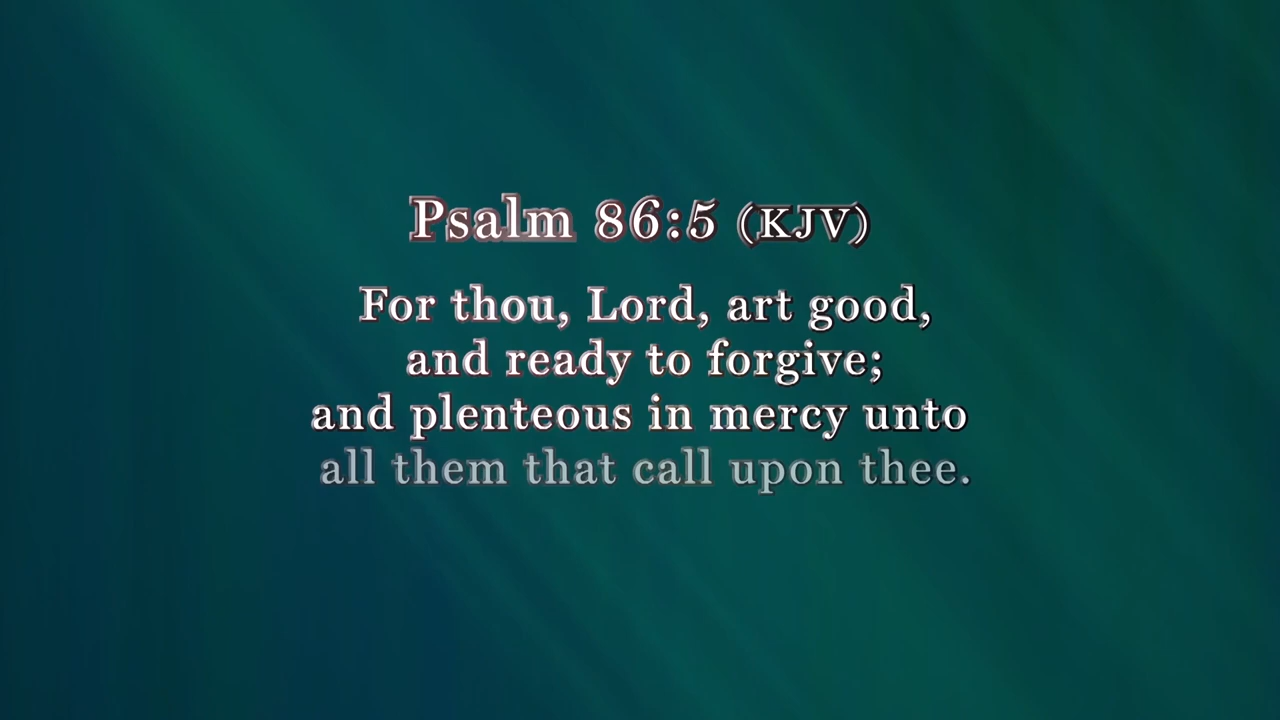 Psalm 86:5 (KJV)
For thou, Lord, art good,
and ready to forgive;
and plenteous in mercy unto
all them that call upon thee.